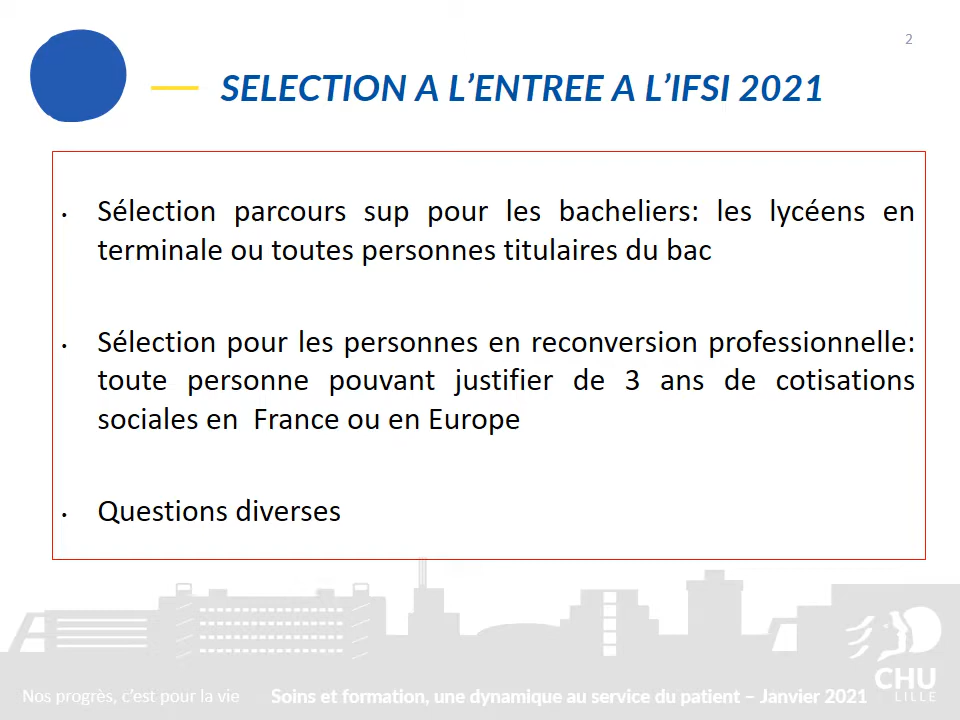 2
SELECTION A L’ENTREE A L’IFSI 2021
• Sélection parcours sup pour les bacheliers: les lycéens en
terminale ou toutes personnes titulaires du bac
• Sélection pour les personnes en reconversion professionnelle:
toute personne pouvant justifier de 3 ans de cotisations
sociales en  France ou en Europe
• Questions diverses
Nos progrès, c’est pour la vie
Soins et formation, une dynamique au service du patient – Janvier 2021
CHU
LILLE